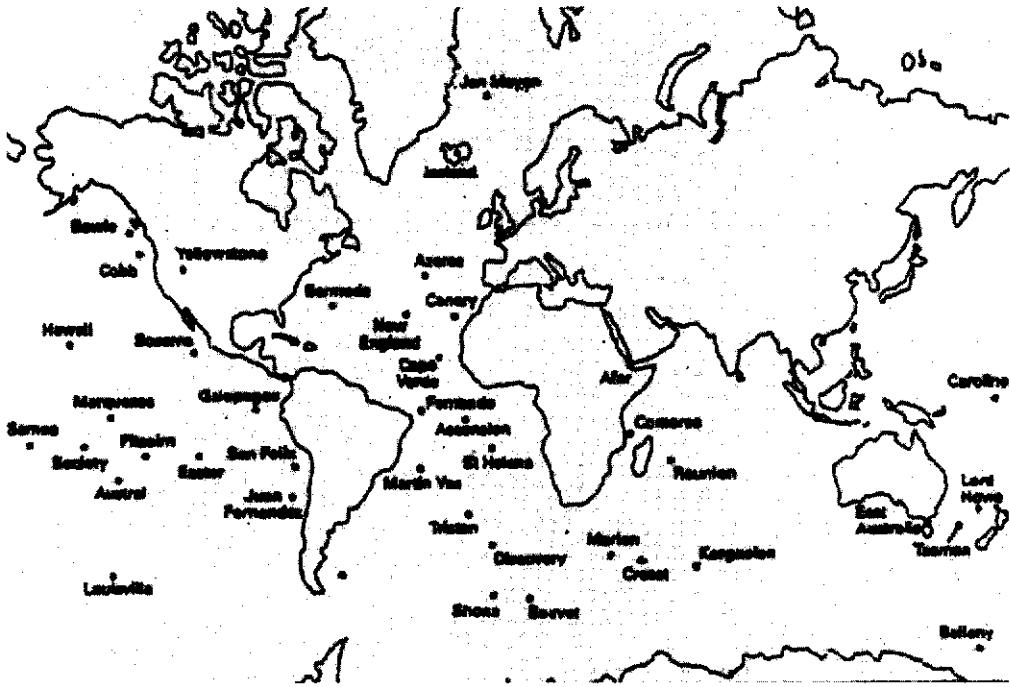 Jan Mayen
Iceland
Bowie
Cobb
Yellowstone
Azores
Bermuda
Canary
New
England
Hawaii
Socorro
Cape
Verde
Afar
Caroline
Galapagos
Marquesas
Fernando
Ascension
Comores
Samoa
Society
Pitcairn
Easter
San Felix
St Helena
Reunion
Austral
Martin Vas
Juan
Fernandez
Lord
Howe
East
Australia
Tasman
Tristan
Discovery
Marion
Crozet
Kerguelen
Louisville
Shona
Bouvet
Balleny